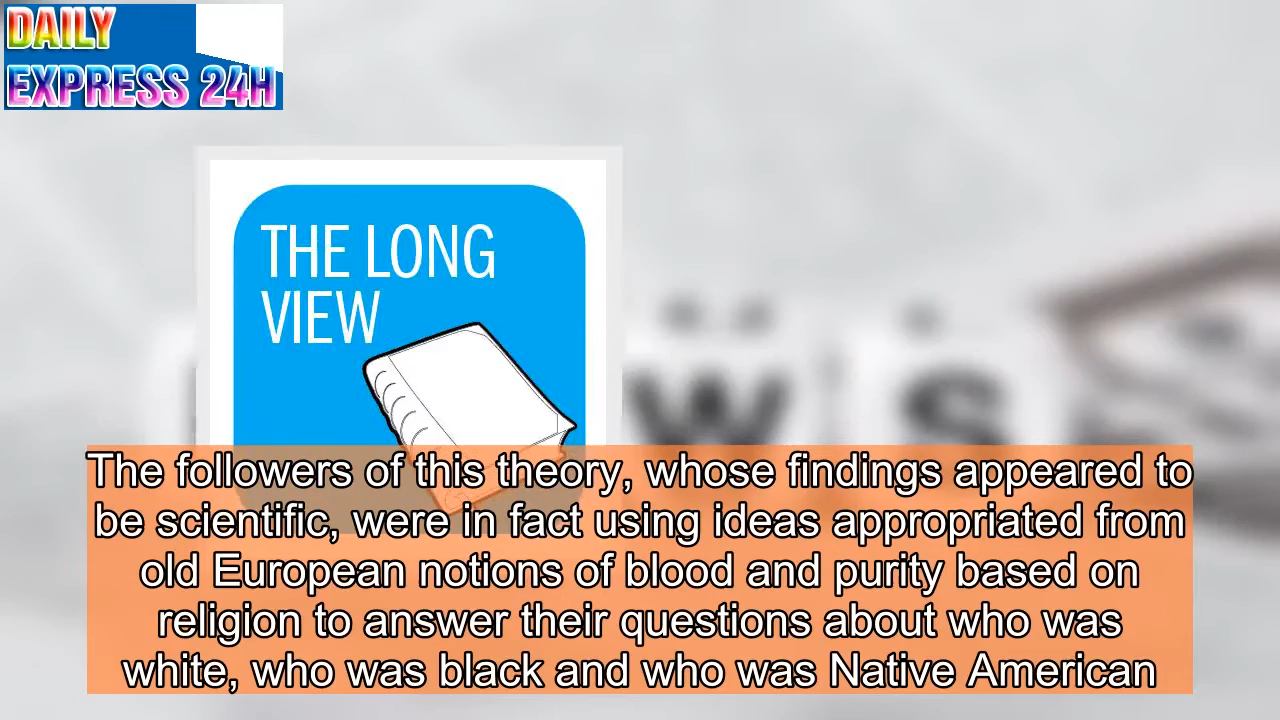 DAILY
EXPRESS 24H
THE LONG
VIEW
w s
The followers of this theory, whose findings appeared to
be scientific, were in fact using ideas appropriated from
old European notions of blood and purity based on
religion to answer their questions about who was
white, who was black and who was Native American